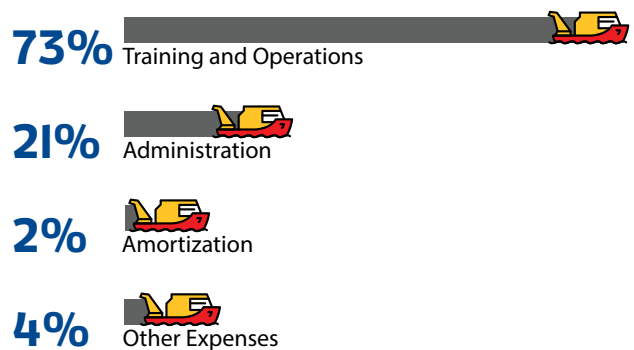 73%
Training and Operations
21%
Administration
2%
Amortization
4%
Other Expenses